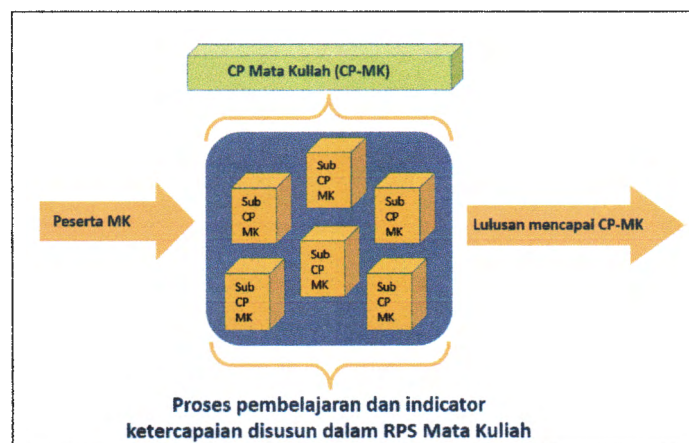 CP Mata Kuliah (CP-MK)
Peserta MK
Sub
CP
MK
Sub
CP
MK
Sub
CP
MK
Sub
CP
MK
Sub
CP
MK
Sub
CP
MK
Lulusan mencapai CP-MK
Proses pembelajaran dan indicator
ketercapaian disusun dalam RPS Mata Kuliah